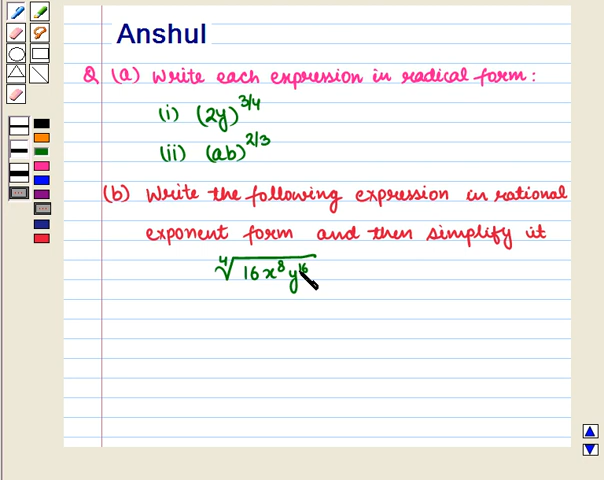 Anshul
Q (a) Write each expression in radical form :
(i) (2y)^3/4
(ii) (ab)^2/3
(b) Write the following expression in rational
exponent form and then simplify it
∜16x⁸y¹⁶